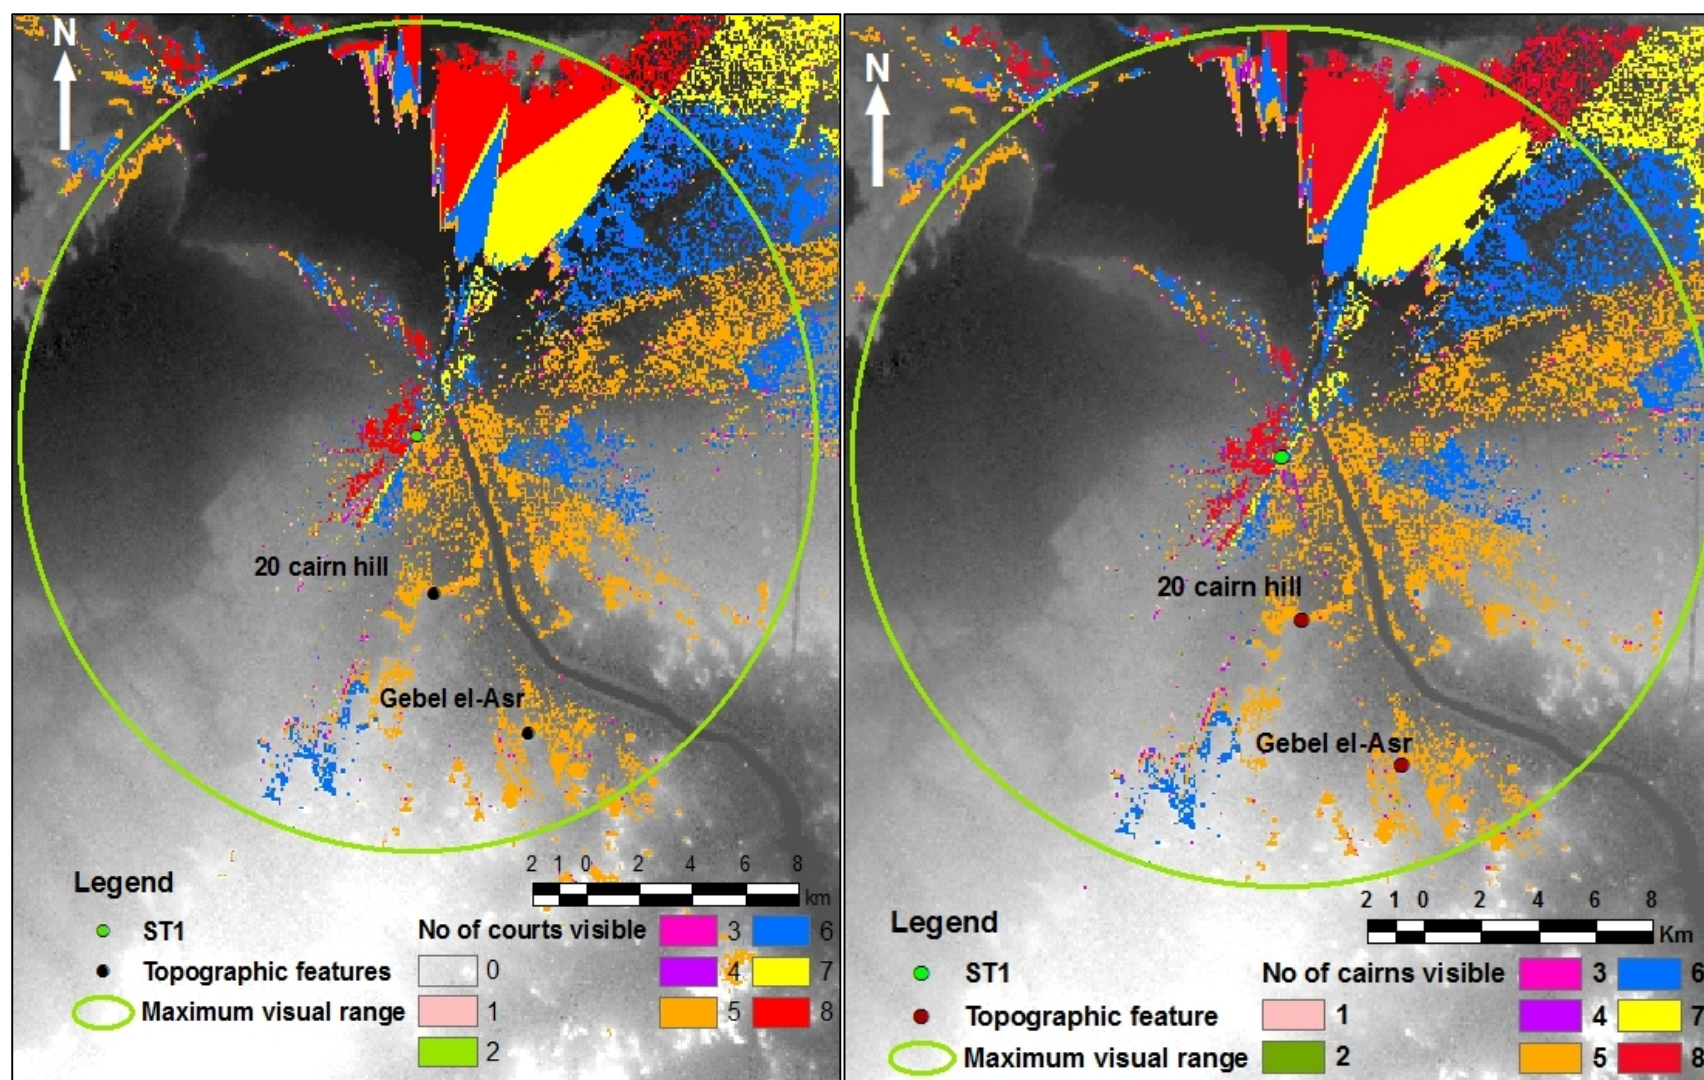 N
20 cairn hill
Gebel el-Asr
2 1 0 2 4 6 8
km
Legend
ST1
Topographic features
Maximum visual range
No of courts visible
0
1
2
3
4
5
6
7
8
N
20 cairn hill
Gebel el-Asr
2 1 0 2 4 6 8
Km
Legend
ST1
Topographic feature
Maximum visual range
No of cairns visible
1
2
3
4
5
6
7
8